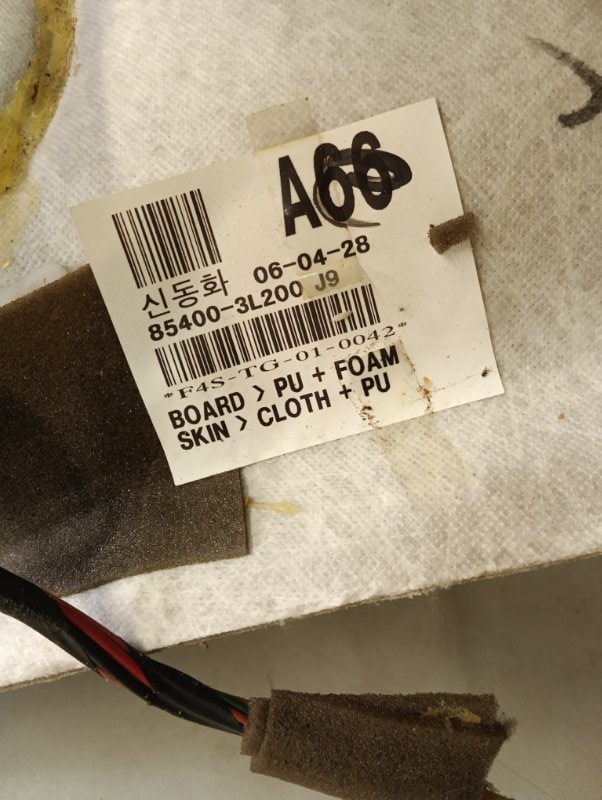 A66
신동화 06-04-28
85400-3L200 J9
*F4S-TG-01-0042*
BOARD > PU + FOAM
SKIN > CLOTH + PU